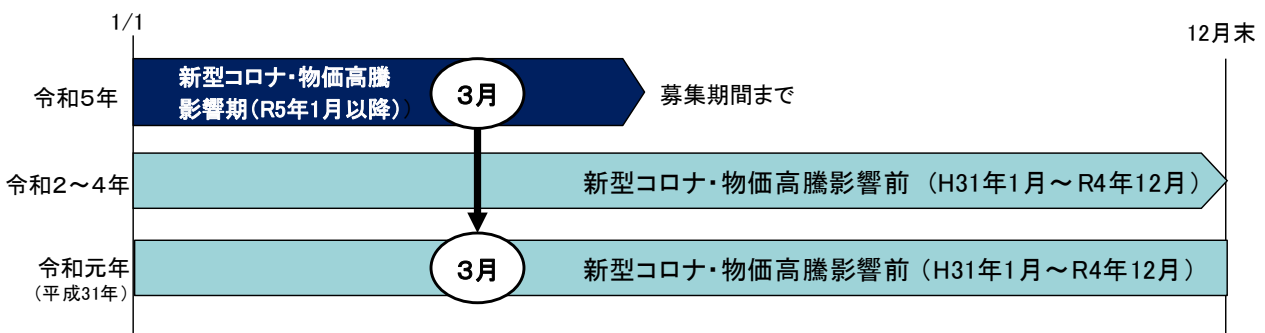 1/1
12月末
令和5年
新型コロナ・物価高騰
影響期(R5年1月以降))
3月
募集期間まで
令和2～4年
新型コロナ・物価高騰影響前 (H31年1月～R4年12月)
令和元年
(平成31年)
3月
新型コロナ・物価高騰影響前(H31年1月～R4年12月)